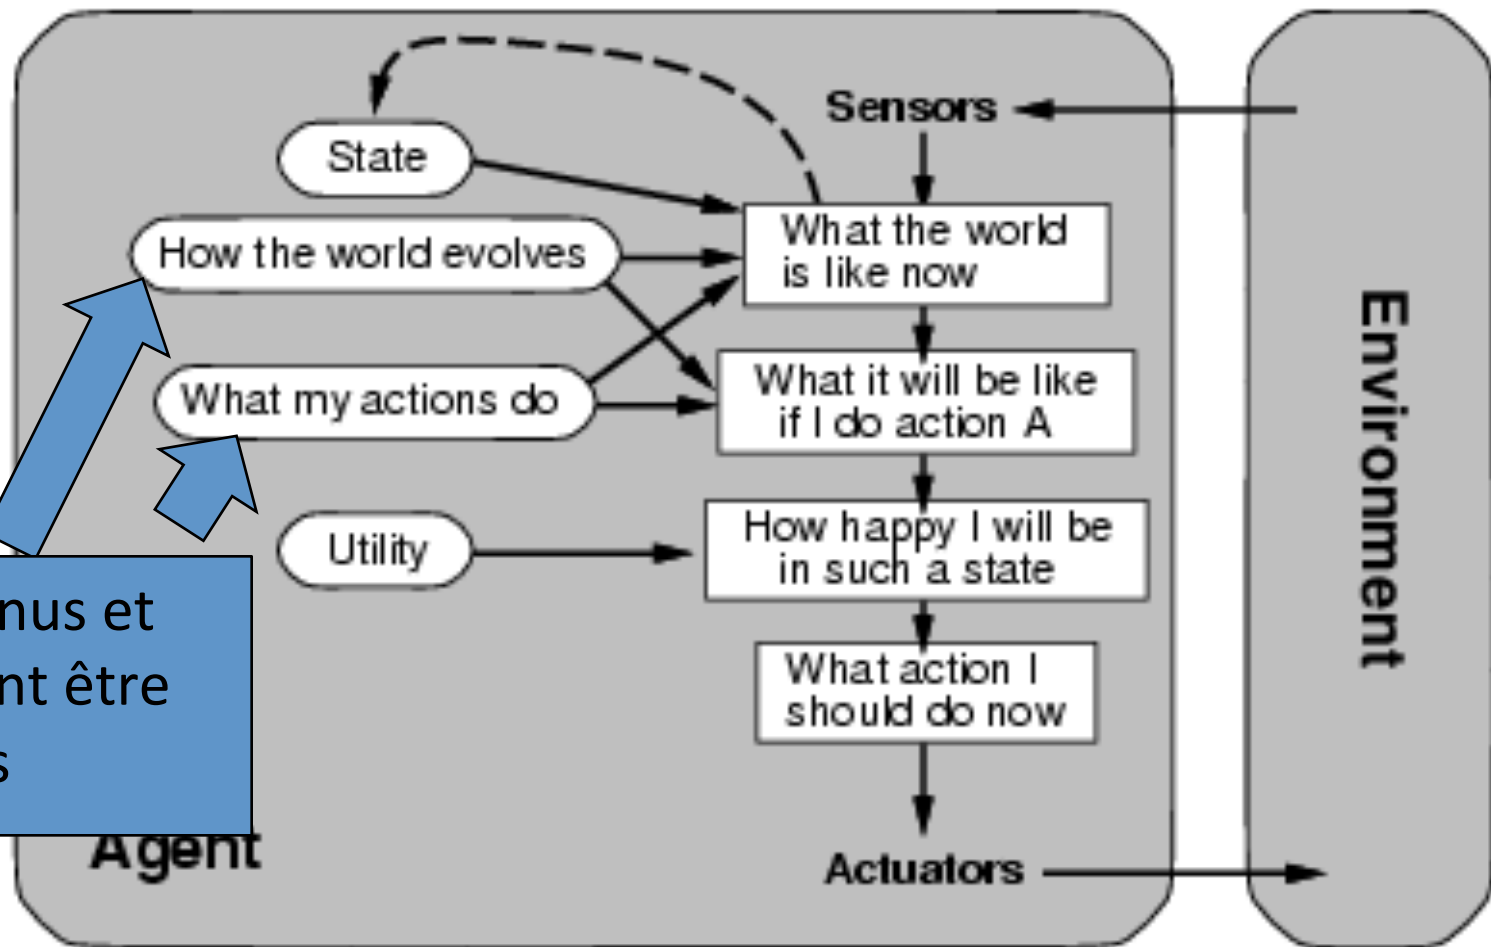 Sensors
State
What the world
is like now
How the world evolves
What it will be like
if I do action A
What my actions do
How happy I will be
in such a state
Utility
What action I
should do now
et
être
Agent
Actuators
Environment